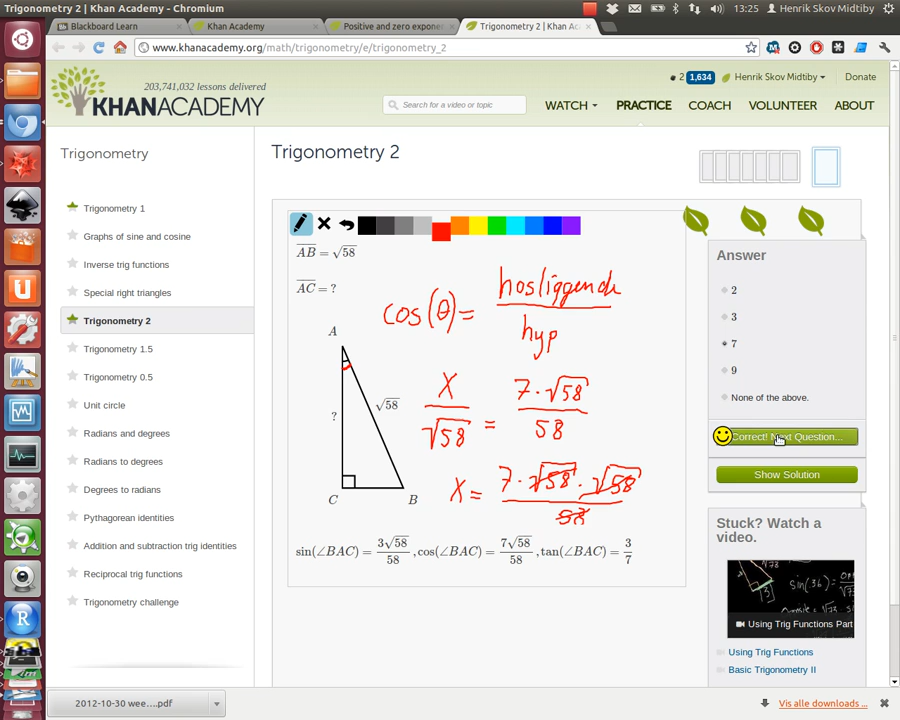 Trigonometry 2 | Khan Academy - Chromium
13:25
Henrik Skov Midtiby
Blackboard Learn
Khan Academy
Positive and zero expone
Trigonometry 2 | Khan Ac
www.khanacademy.org/math/trigonometry/e/trigonometry_2
203,741,032 lessons delivered
KHANACADEMY
2
1,634
Henrik Skov Midtiby
Donate
Search for a video or topic
WATCH
PRACTICE
COACH
VOLUNTEER
ABOUT
Trigonometry
Trigonometry 1
Graphs of sine and cosine
Inverse trig functions
Special right triangles
Trigonometry 2
Trigonometry 1.5
Trigonometry 0.5
Unit circle
Radians and degrees
Radians to degrees
Degrees to radians
Pythagorean identities
Addition and subtraction trig identities
Reciprocal trig functions
Trigonometry challenge
Trigonometry 2
AB = √58
AC = ?
cos(θ) = hosliggende / hyp
A
√58
?
C
B
X / √58 = 7·√58 / 58
X = 7·√58·√58 / 58
sin(∠BAC) = 3√58 / 58, cos(∠BAC) = 7√58 / 58, tan(∠BAC) = 3 / 7
Answer
2
3
7
9
None of the above.
Correct! Next Question...
Show Solution
Stuck? Watch a
video.
Using Trig Functions Part
Using Trig Functions
Basic Trigonometry II
2012-10-30 wee....pdf
Vis alle downloads ...